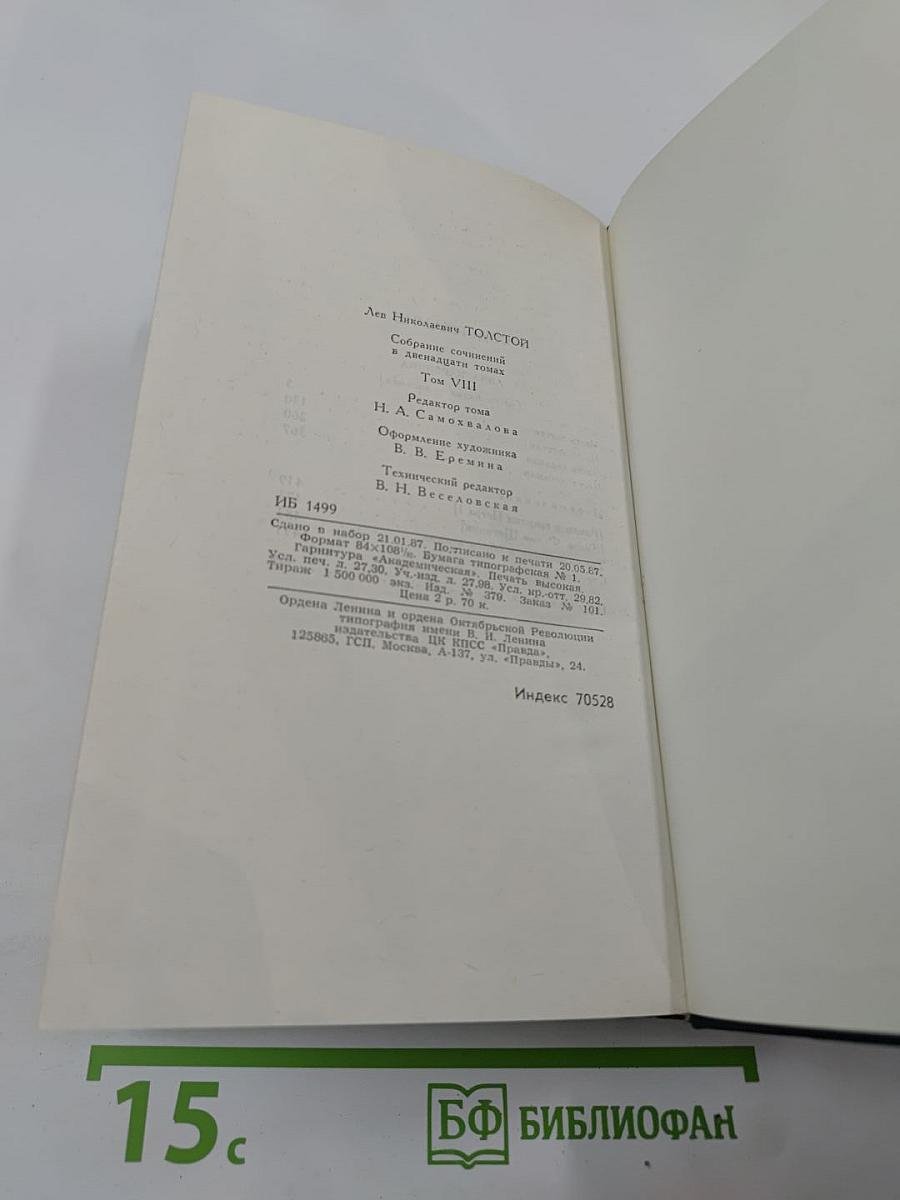 Лев Николаевич ТОЛСТОЙ
Собрание сочинений
в двенадцати томах
Том VIII
Редактор тома
Н. А. Самохвалова
Оформление художника
В. В. Еремина
Технический редактор
В. Н. Веселовская
ИБ 1499
Сдано в набор 21.01.87. Подписано к печати 20.05.87.
Формат 84×108¹/₃₂. Бумага типографская № 1.
Гарнитура «Академическая». Печать высокая.
Усл. печ. л. 27,30. Уч.-изд. л. 27,98. Усл. кр.-отт. 29,82.
Тираж 1 500 000 экз. Изд. № 379. Заказ № 101.
Цена 2 р. 70 к.
Ордена Ленина и ордена Октябрьской Революции
типография имени В. И. Ленина
издательства ЦК КПСС «Правда»,
125865, ГСП, Москва, А-137, ул. «Правды», 24.
Индекс 70528
15 с
БФ БИБЛИОФАН